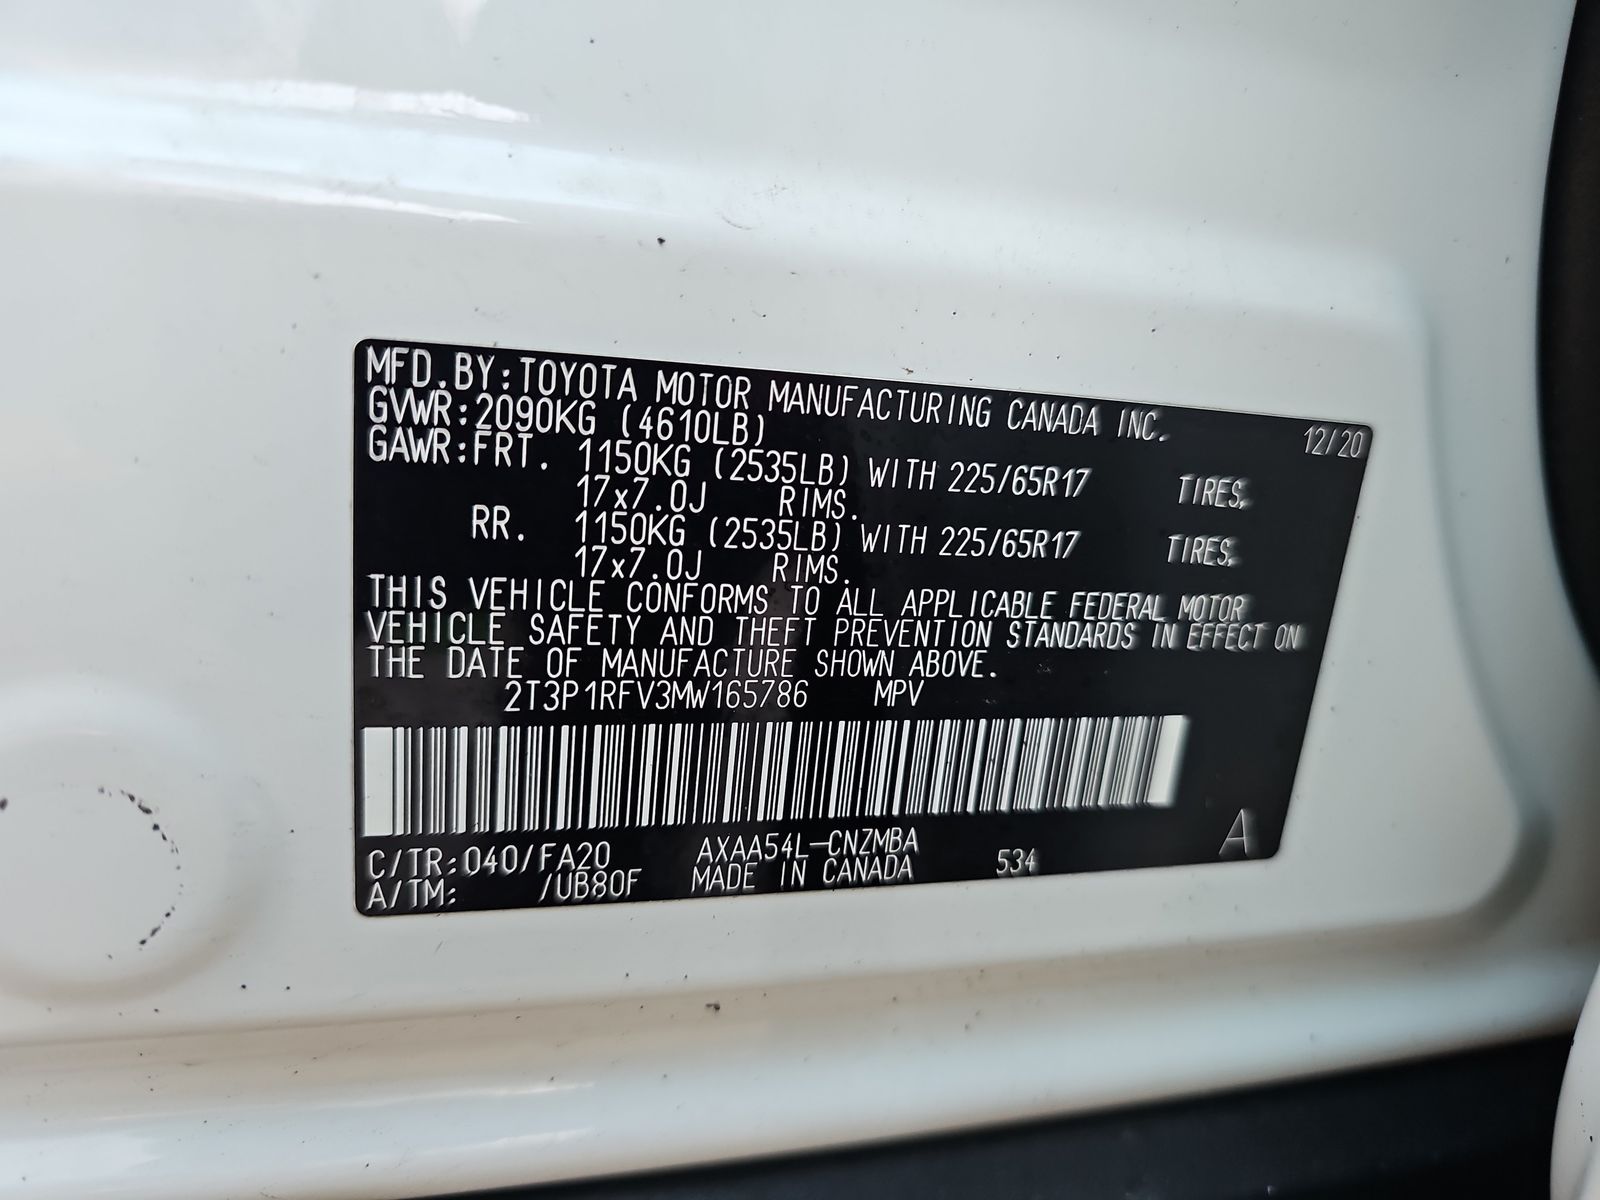 MFD.BY:TOYOTA MOTOR MANUFACTURING CANADA INC. 12/20
GVWR:2090KG (4610LB)
GAWR:FRT. 1150KG (2535LB) WITH 225/65R17 TIRES,
17x7.0J RIMS.
RR. 1150KG (2535LB) WITH 225/65R17 TIRES,
17x7.0J RIMS.
THIS VEHICLE CONFORMS TO ALL APPLICABLE FEDERAL MOTOR
VEHICLE SAFETY AND THEFT PREVENTION STANDARDS IN EFFECT ON
THE DATE OF MANUFACTURE SHOWN ABOVE.
2T3P1RFV3MW165786 MPV
C/TR:040/FA20 AXAA54L-CNZMBA 534 A
A/TM: /UB80F MADE IN CANADA